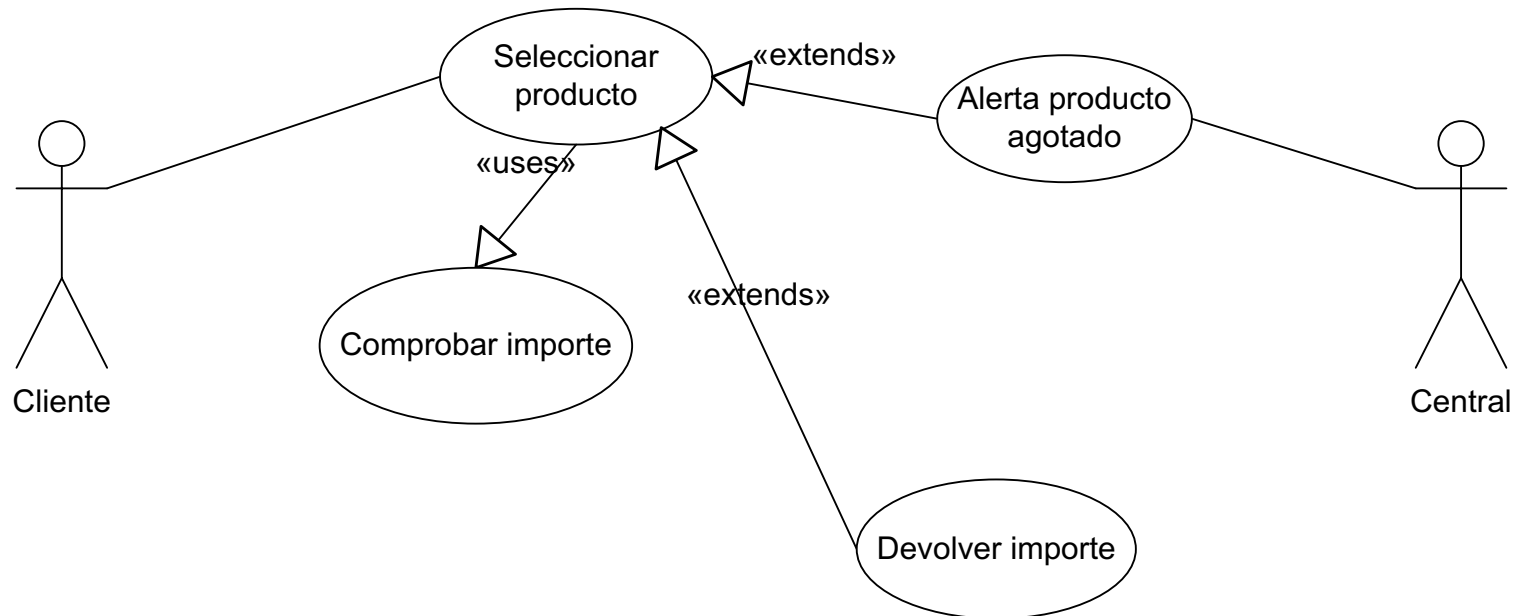 Seleccionar
producto
«extends»
Alerta producto
agotado
«uses»
«extends»
Comprobar importe
Cliente
Central
Devolver importe